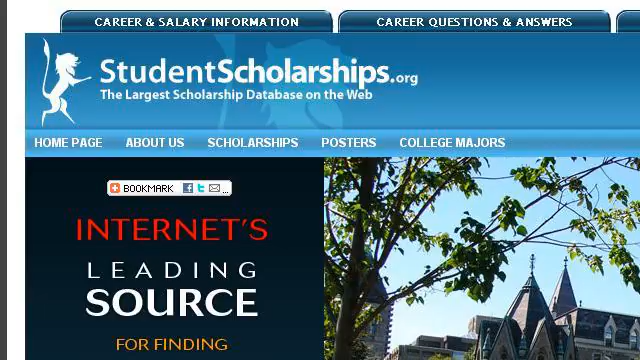 CAREER & SALARY INFORMATION
CAREER QUESTIONS & ANSWERS
StudentScholarships.org
The Largest Scholarship Database on the Web
HOME PAGE ABOUT US SCHOLARSHIPS POSTERS COLLEGE MAJORS
BOOKMARK
INTERNET'S
LEADING
SOURCE
FOR FINDING